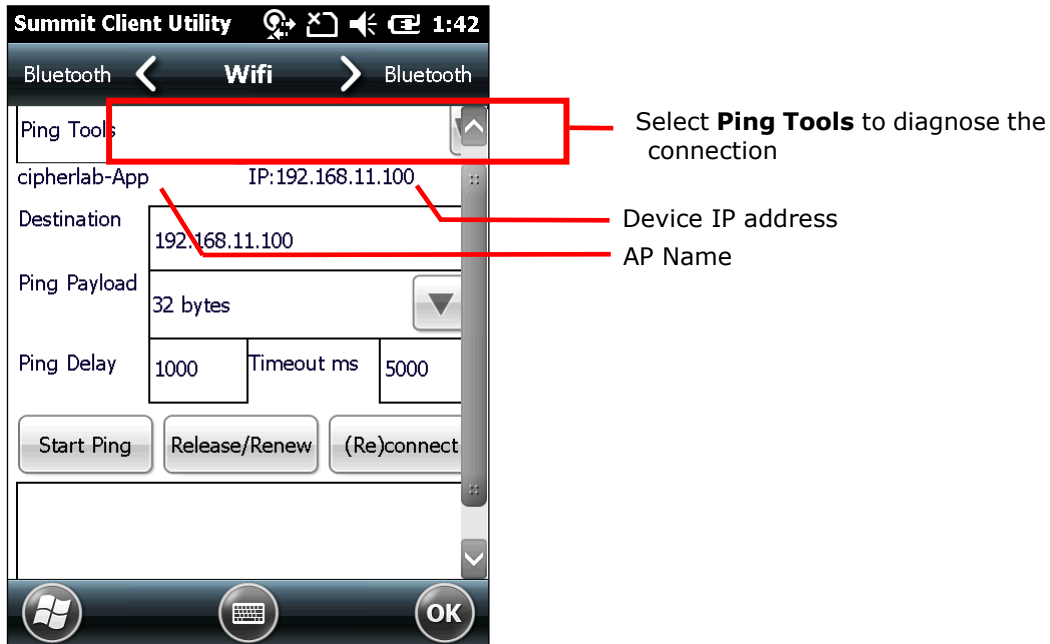 Summit Client Utility 1:42
Bluetooth Wifi Bluetooth
Ping Tools
Select Ping Tools to diagnose the
connection
cipherlab-App IP:192.168.11.100
Device IP address
AP Name
Destination 192.168.11.100
Ping Payload 32 bytes
Ping Delay 1000 Timeout ms 5000
Start Ping Release/Renew (Re)connect
OK